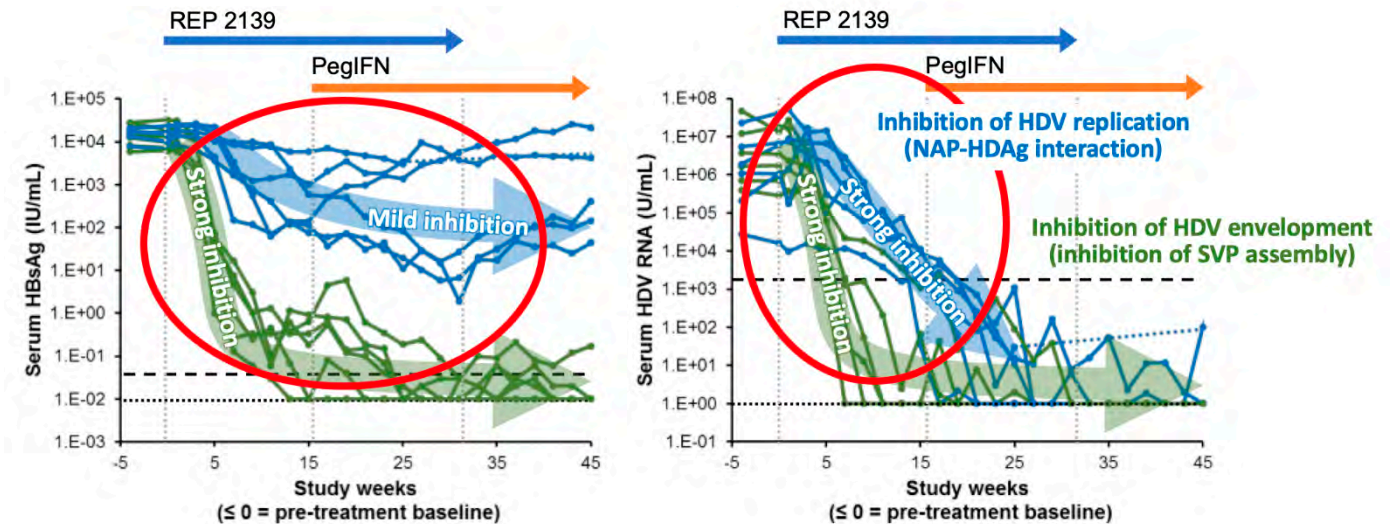 REP 2139
PegIFN
1.E+05
1.E+04
1.E+03
1.E+02
1.E+01
1.E+00
1.E-01
1.E-02
1.E-03
Serum HBsAg (IU/mL)
Strong inhibition
Mild inhibition
-5
5
15
25
35
45
Study weeks
(≤ 0 = pre-treatment baseline)
REP 2139
PegIFN
1.E+08
1.E+07
1.E+06
1.E+05
1.E+04
1.E+03
1.E+02
1.E+01
1.E+00
1.E-01
Serum HDV RNA (U/mL)
Inhibition of HDV replication
(NAP-HDAg interaction)
Strong inhibition
Strong inhibition
Inhibition of HDV envelopment
(inhibition of SVP assembly)
-5
5
15
25
35
45
Study weeks
(≤ 0 = pre-treatment baseline)